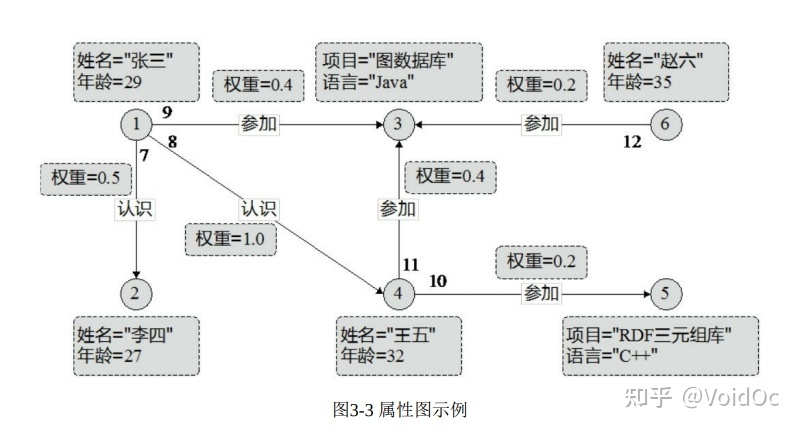 姓名="张三"
年龄=29
权重=0.4
项目="图数据库"
语言="Java"
权重=0.2
姓名="赵六"
年龄=35
1
9
参加
3
参加
12
6
7
8
权重=0.5
认识
认识
权重=1.0
参加
权重=0.4
11
10
权重=0.2
2
4
参加
5
姓名="李四"
年龄=27
姓名="王五"
年龄=32
项目="RDF三元组库"
语言="C++"
知乎 @VoidOc
图3-3 属性图示例